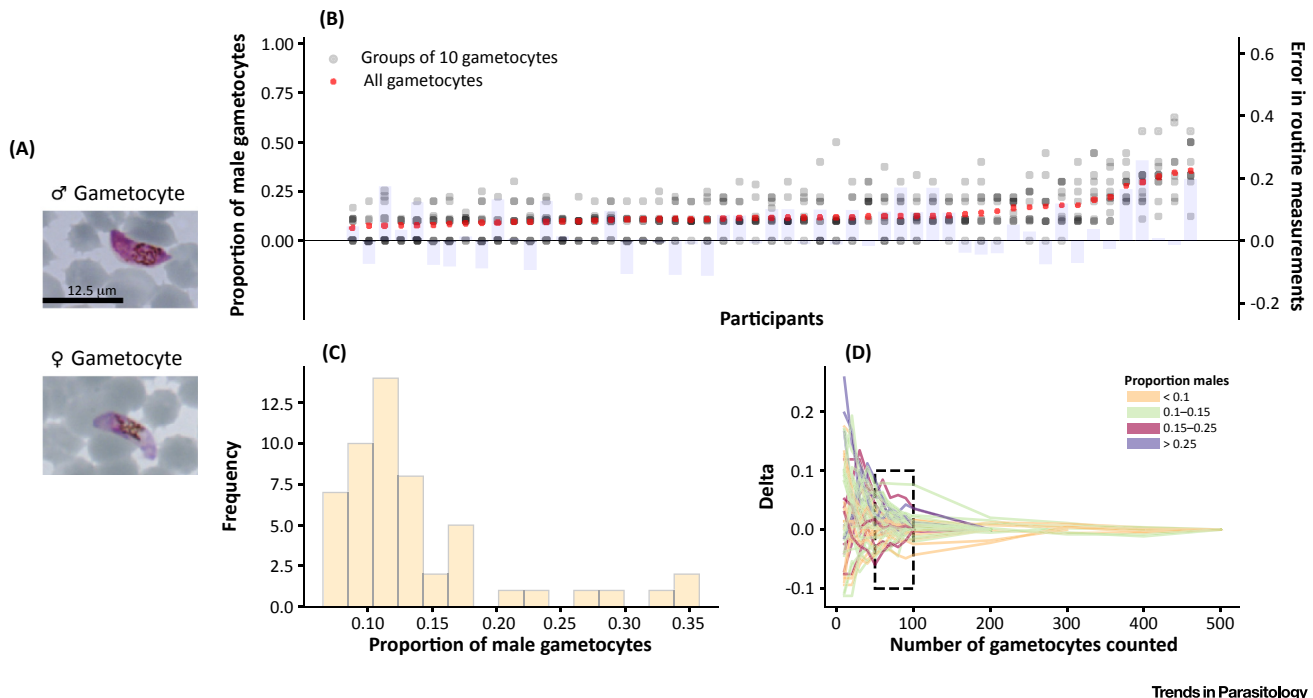 (A)
♂ Gametocyte
12.5 μm
♀ Gametocyte
(B)
Proportion of male gametocytes
1.00
0.75
0.50
0.25
0.00
Groups of 10 gametocytes
All gametocytes
Participants
0.6
0.4
0.2
0.0
-0.2
Error in routine measurements
(C)
Frequency
12.5
10.0
7.5
5.0
2.5
0.0
0.10 0.15 0.20 0.25 0.30 0.35
Proportion of male gametocytes
(D)
Delta
0.2
0.1
0.0
-0.1
Proportion males
< 0.1
0.1–0.15
0.15–0.25
> 0.25
0 100 200 300 400 500
Number of gametocytes counted
Trends in Parasitology